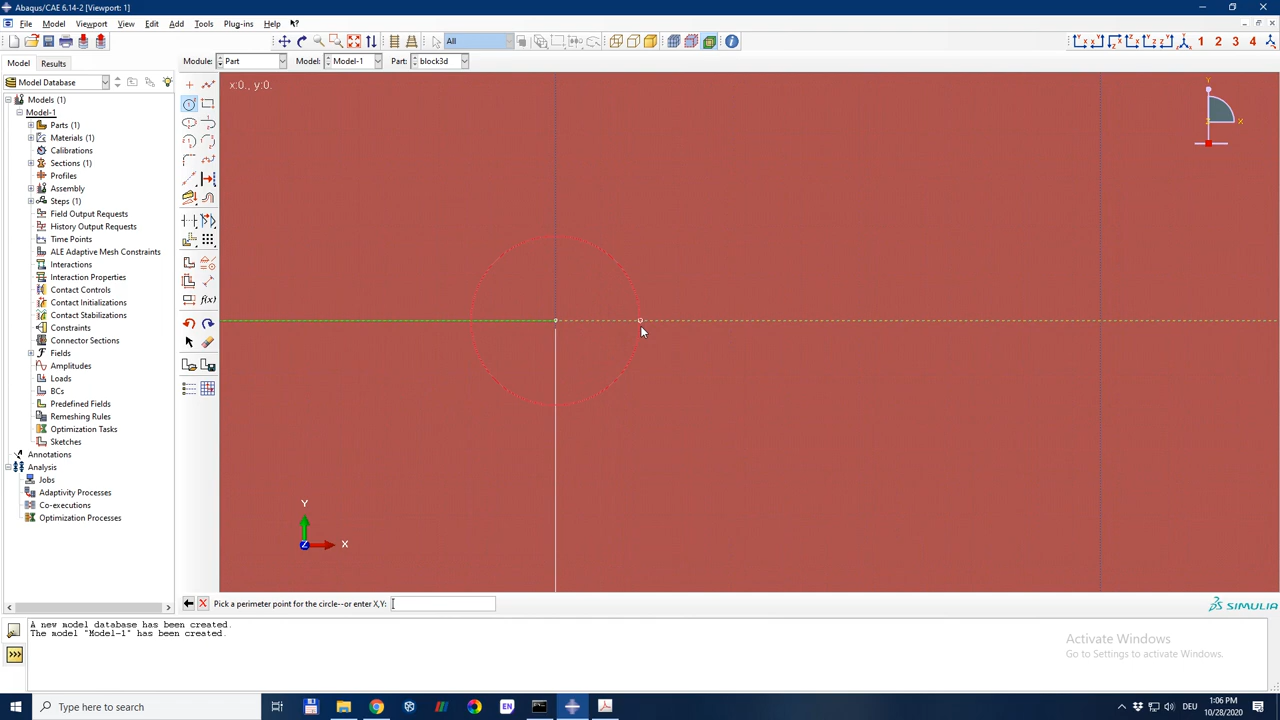 Abaqus/CAE 6.14-2 [Viewport: 1]
File Model Viewport View Edit Add Tools Plug-ins Help
All
1 2 3 4
Model Results
Module: Part Model: Model-1 Part: block3d
Model Database
x:0., y:0.
Y
X
Models (1)
Model-1
Parts (1)
Materials (1)
Calibrations
Sections (1)
Profiles
Assembly
Steps (1)
Field Output Requests
History Output Requests
Time Points
ALE Adaptive Mesh Constraints
Interactions
Interaction Properties
Contact Controls
Contact Initializations
Contact Stabilizations
Constraints
Connector Sections
Fields
Amplitudes
Loads
BCs
Predefined Fields
Remeshing Rules
Optimization Tasks
Sketches
Annotations
Analysis
Jobs
Adaptivity Processes
Co-executions
Optimization Processes
f(x)
Y
Z X
Pick a perimeter point for the circle--or enter X,Y:
SIMULIA
A new model database has been created.
The model "Model-1" has been created.
Activate Windows
Go to Settings to activate Windows.
Type here to search
EN
DEU
1:06 PM
10/28/2020